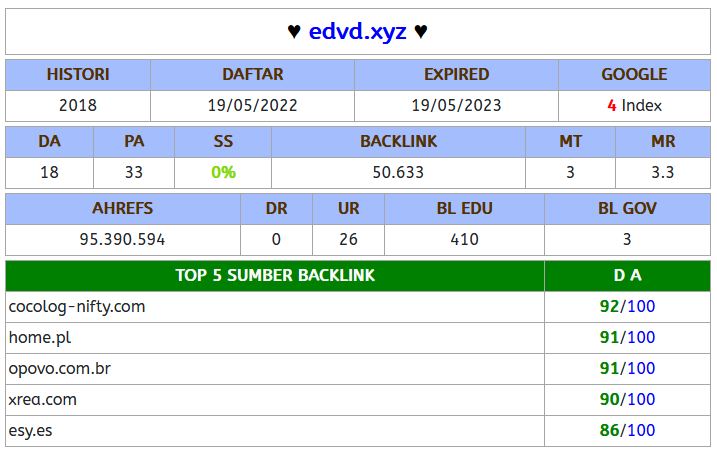 ♥ edvd.xyz ♥
HISTORI DAFTAR EXPIRED GOOGLE
2018 19/05/2022 19/05/2023 4 Index
DA PA SS BACKLINK MT MR
18 33 0% 50.633 3 3.3
AHREFS DR UR BL EDU BL GOV
95.390.594 0 26 410 3
TOP 5 SUMBER BACKLINK D A
cocolog-nifty.com 92/100
home.pl 91/100
opovo.com.br 91/100
xrea.com 90/100
esy.es 86/100